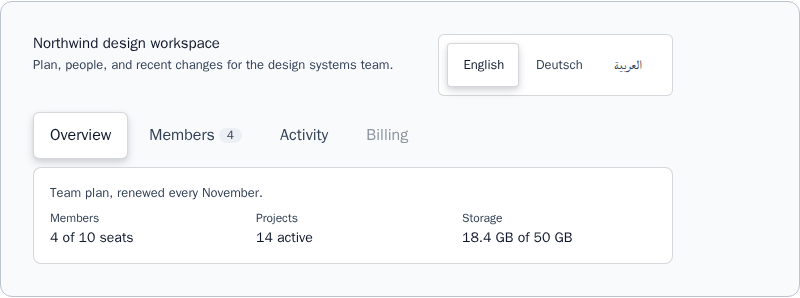 Northwind design workspace
Plan, people, and recent changes for the design systems team.
English Deutsch العربية
Overview Members 4 Activity Billing
Team plan, renewed every November.
Members Projects Storage
4 of 10 seats 14 active 18.4 GB of 50 GB